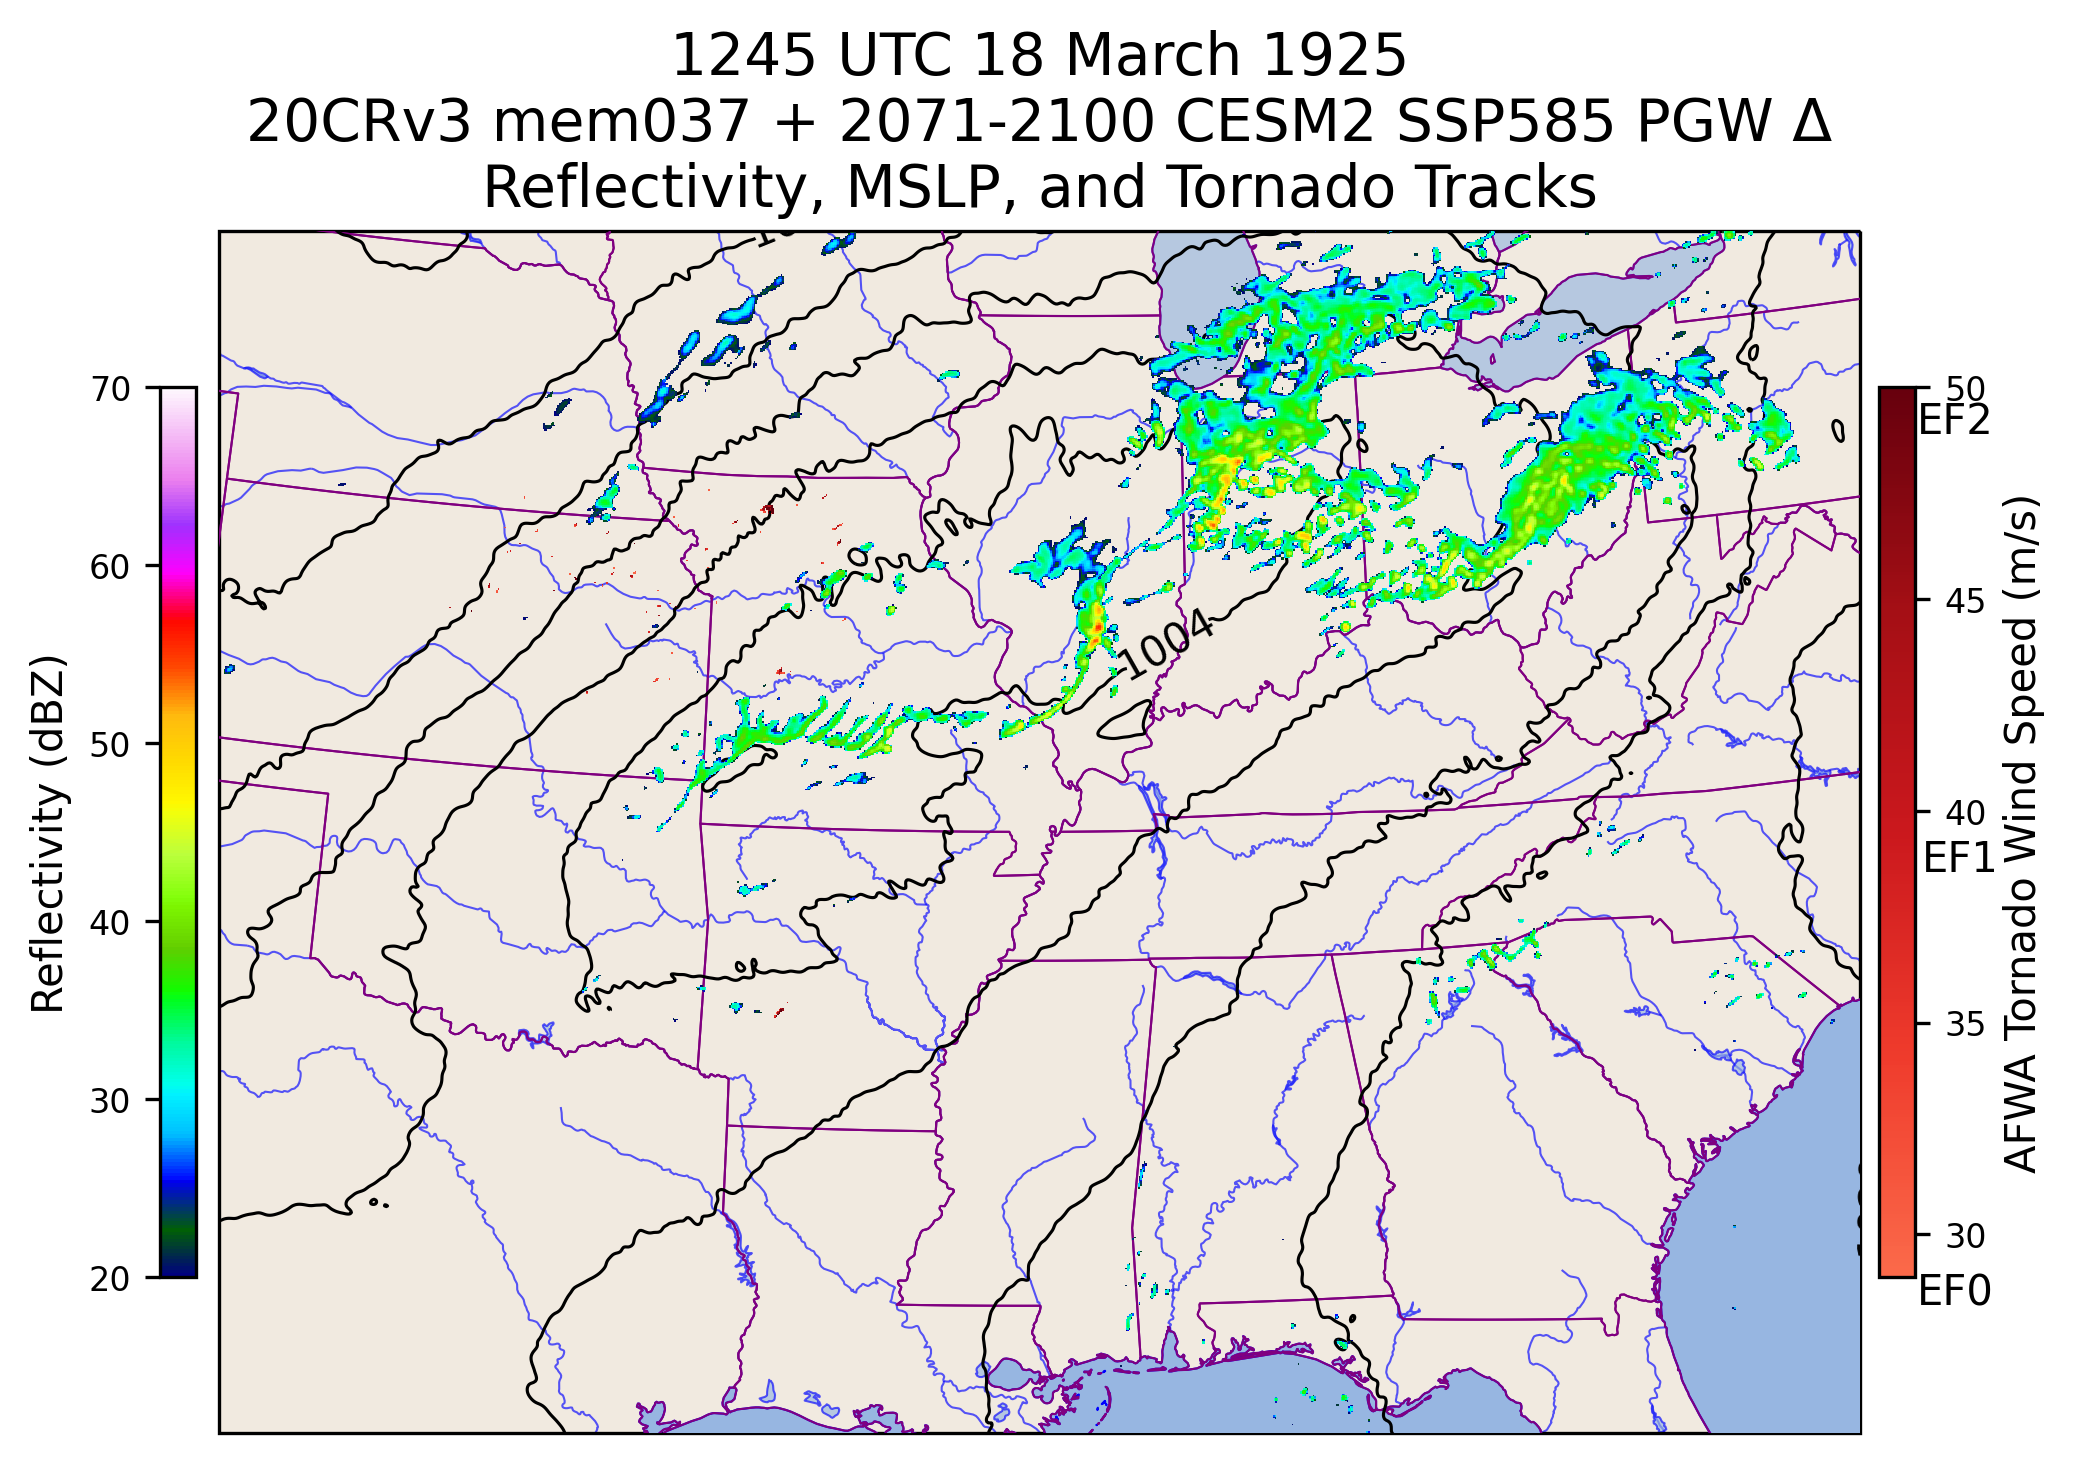 1245 UTC 18 March 1925
20CRv3 mem037 + 2071-2100 CESM2 SSP585 PGW Δ
Reflectivity, MSLP, and Tornado Tracks
70
60
50
40
30
20
Reflectivity (dBZ)
1004
50
EF2
45
40
EF1
35
30
EF0
AFWA Tornado Wind Speed (m/s)